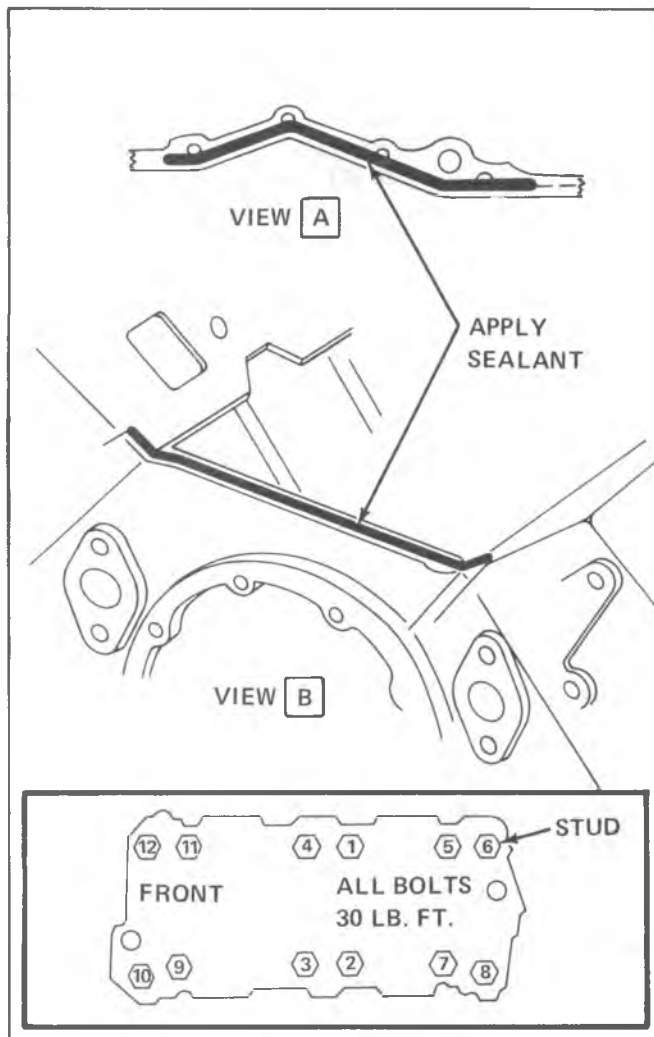 VIEW A
APPLY
SEALANT
VIEW B
STUD
12 11 4 1 5 6
FRONT
ALL BOLTS
30 LB. FT.
10 9 3 2 7 8